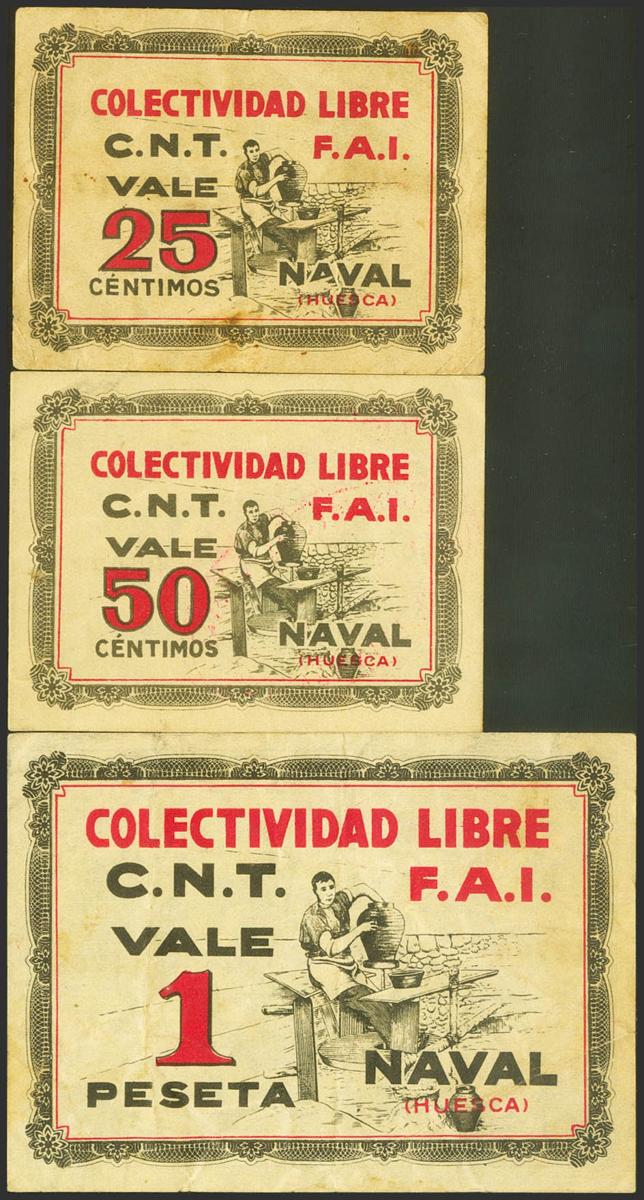 COLECTIVIDAD LIBRE
C.N.T. F.A.I.
VALE
25
CÉNTIMOS
NAVAL
(HUESCA)
COLECTIVIDAD LIBRE
C.N.T. F.A.I.
VALE
50
CÉNTIMOS
NAVAL
(HUESCA)
COLECTIVIDAD LIBRE
C.N.T. F.A.I.
VALE
1
PESETA
NAVAL
(HUESCA)